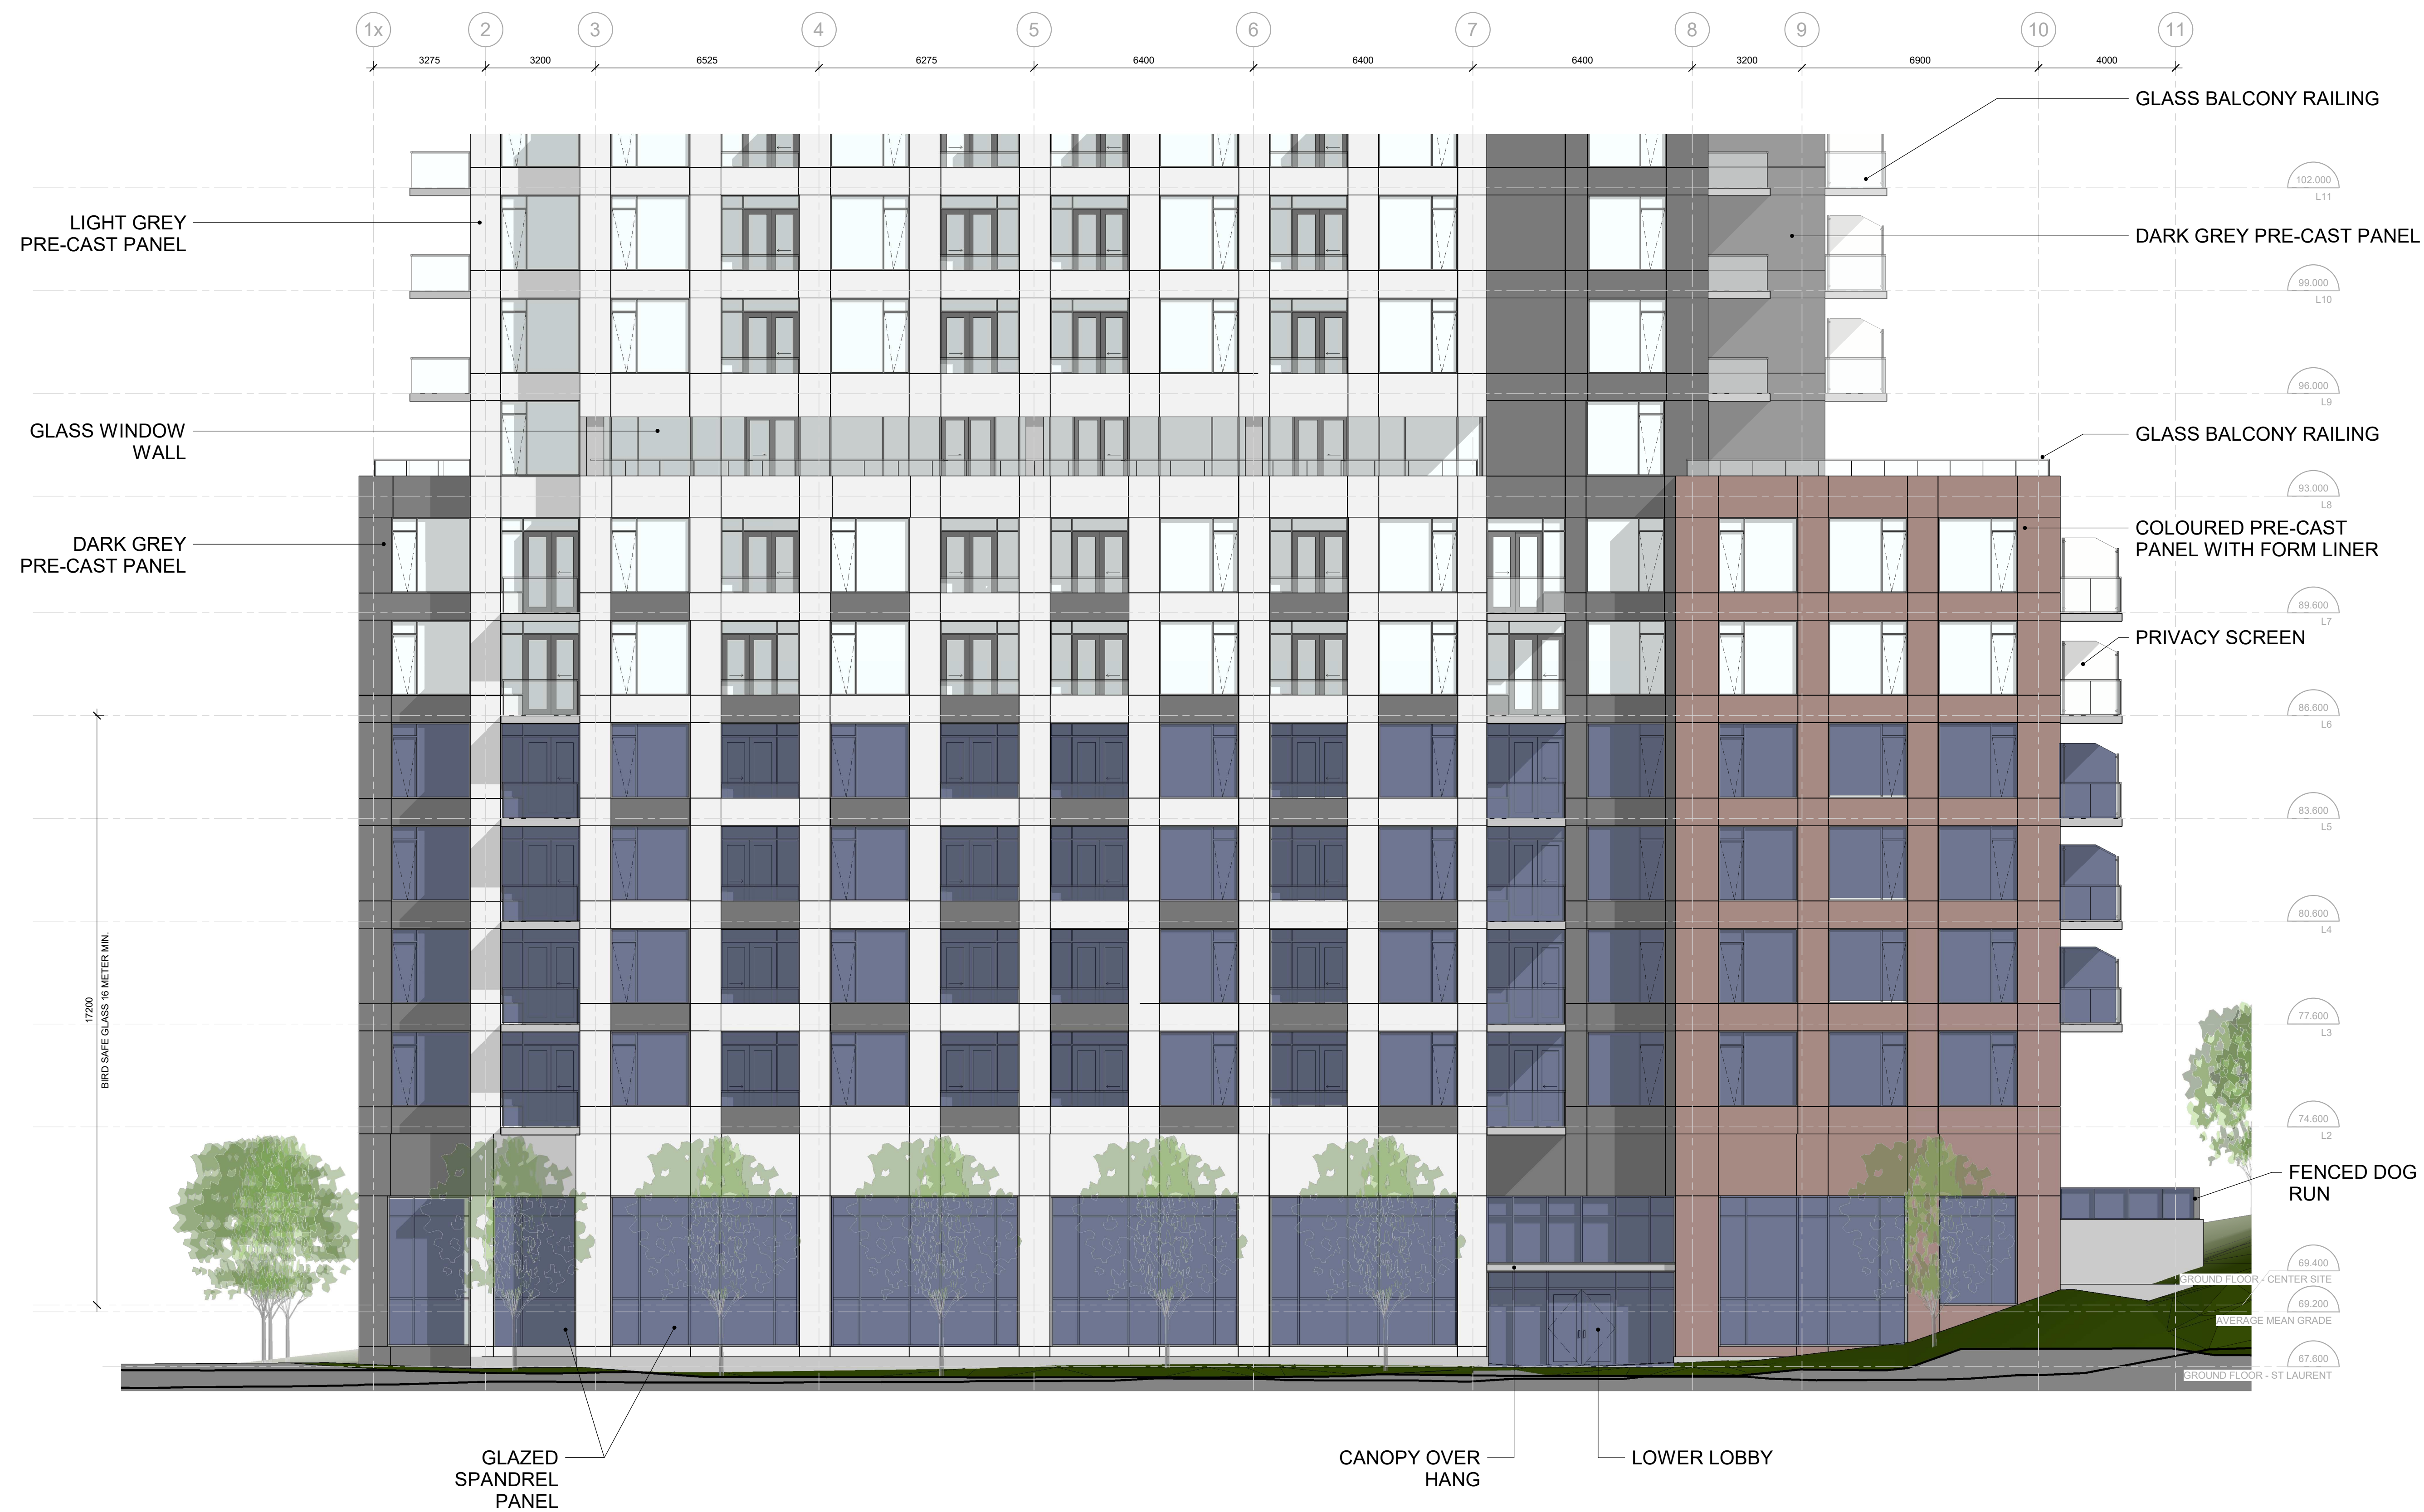 1x 2 3 4 5 6 7 8 9 10 11
3275 3200 6525 6275 6400 6400 6400 3200 6900 4000
GLASS BALCONY RAILING
102.000
L11
LIGHT GREY
PRE-CAST PANEL
DARK GREY PRE-CAST PANEL
99.000
L10
96.000
L9
GLASS WINDOW
WALL
GLASS BALCONY RAILING
93.000
L8
DARK GREY
PRE-CAST PANEL
COLOURED PRE-CAST
PANEL WITH FORM LINER
89.600
L7
PRIVACY SCREEN
86.600
L6
83.600
L5
80.600
L4
17200
BIRD SAFE GLASS 16 METER MIN.
77.600
L3
74.600
L2
FENCED DOG
RUN
69.400
GROUND FLOOR - CENTER SITE
69.200
AVERAGE MEAN GRADE
67.600
GROUND FLOOR - ST LAURENT
GLAZED
SPANDREL
PANEL
CANOPY OVER
HANG
LOWER LOBBY